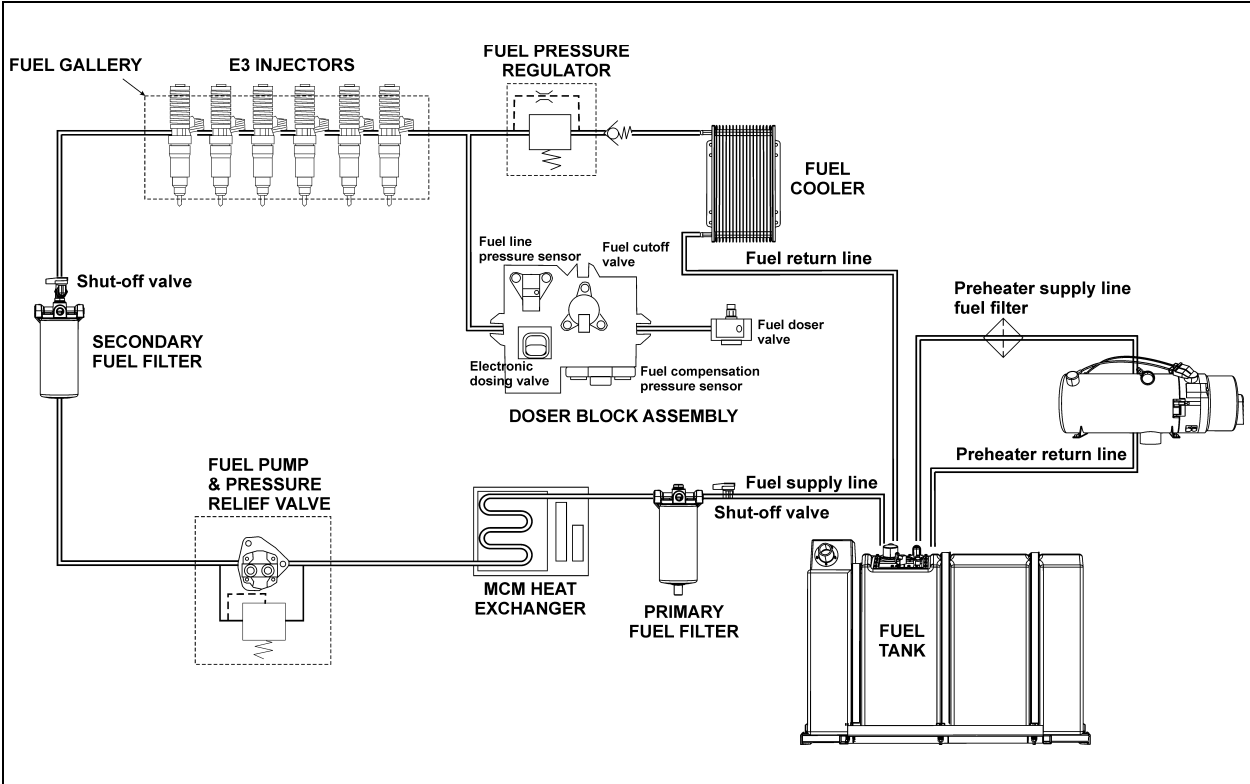 FUEL GALLERY
E3 INJECTORS
FUEL PRESSURE
REGULATOR
FUEL
COOLER
Fuel return line
Fuel line
pressure sensor
Fuel cutoff
valve
Fuel doser
valve
Electronic
dosing valve
Fuel compensation
pressure sensor
DOSER BLOCK ASSEMBLY
Shut-off valve
SECONDARY
FUEL FILTER
Preheater supply line
fuel filter
Preheater return line
FUEL PUMP
& PRESSURE
RELIEF VALVE
MCM HEAT
EXCHANGER
Fuel supply line
Shut-off valve
PRIMARY
FUEL FILTER
FUEL
TANK